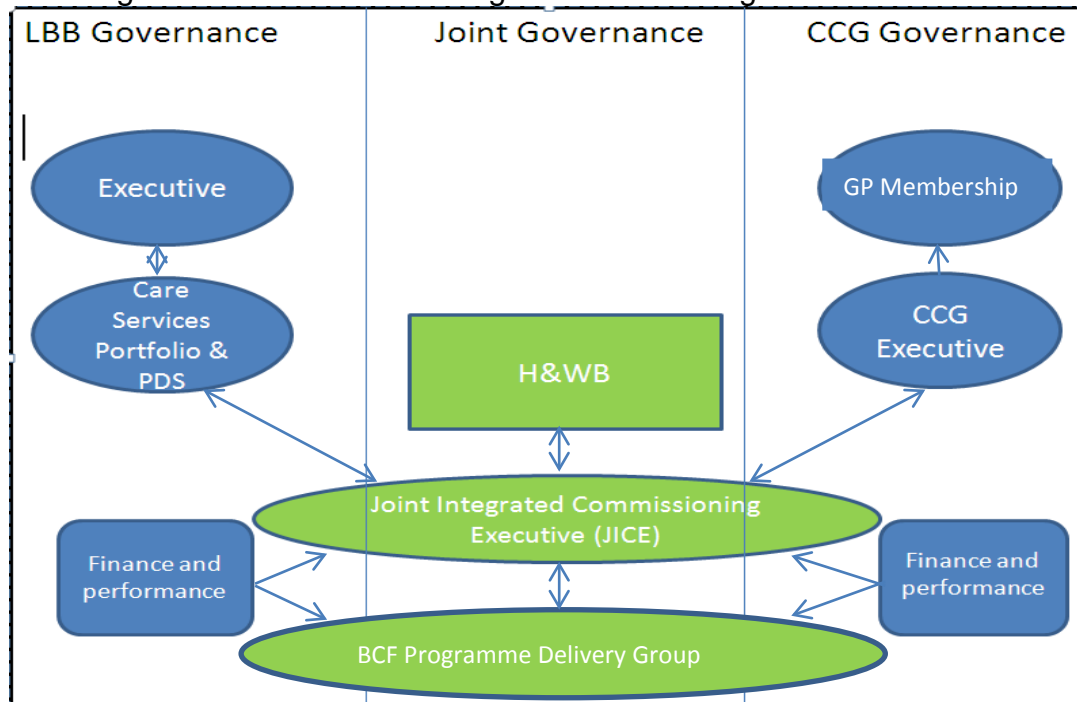 LBB Governance
Joint Governance
CCG Governance
Executive
GP Membership
Care
Services
Portfolio &
PDS
H&WB
CCG
Executive
Joint Integrated Commissioning
Executive (JICE)
Finance and
performance
Finance and
performance
BCF Programme Delivery Group